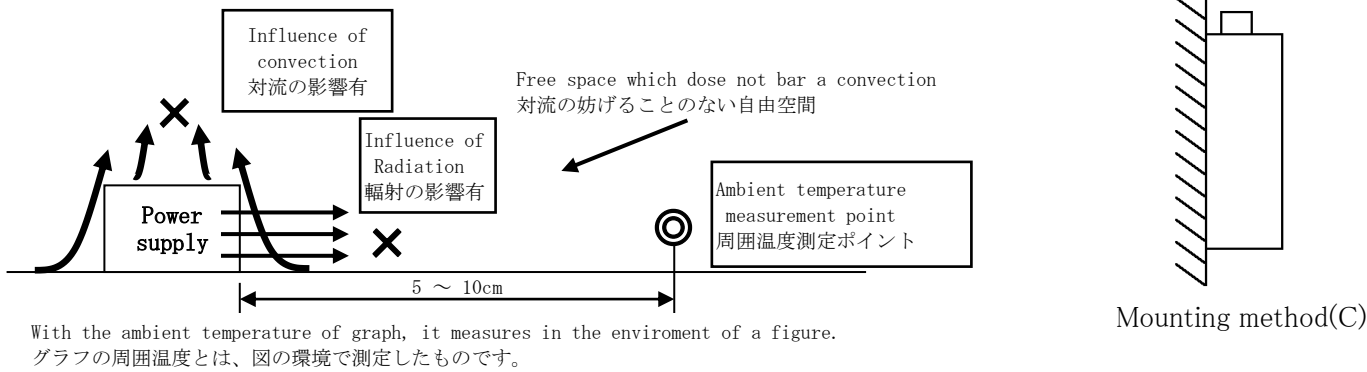 Influence of
convection
対流の影響有
Free space which dose not bar a convection
対流の妨げることのない自由空間
Influence of
Radiation
輻射の影響有
Power
supply
Ambient temperature
measurement point
周囲温度測定ポイント
5 ～ 10cm
With the ambient temperature of graph, it measures in the enviroment of a figure.
グラフの周囲温度とは、図の環境で測定したものです。
Mounting method(C)